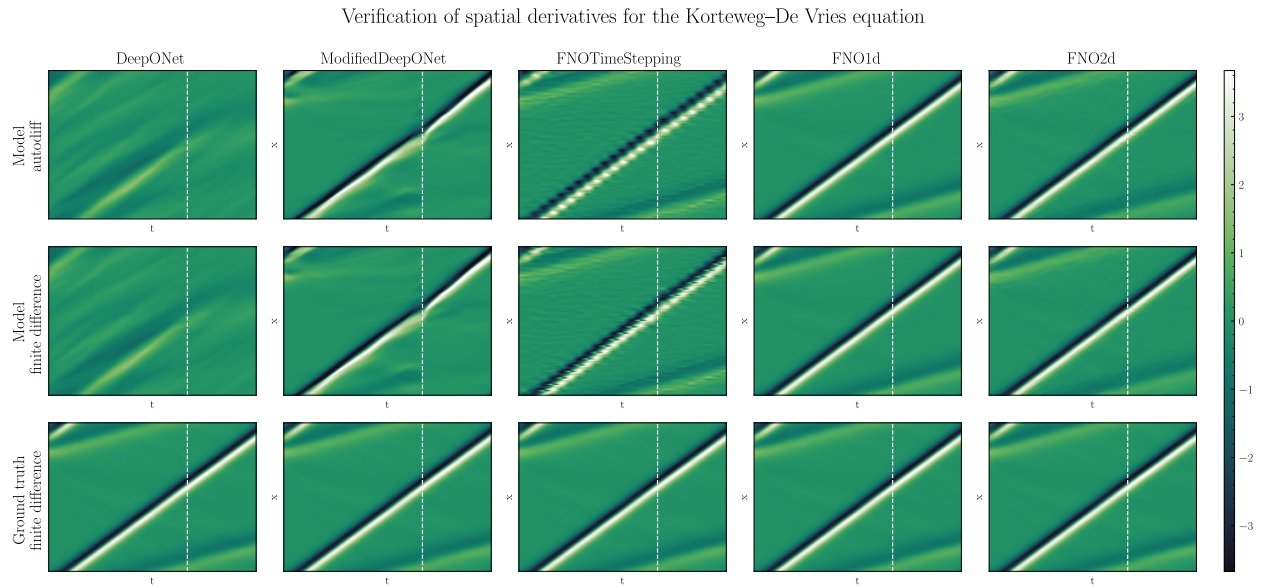 Verification of spatial derivatives for the Korteweg–De Vries equation
DeepONet
ModifiedDeepONet
FNOTimeStepping
FNO1d
FNO2d
Model
autodiff
x
x
x
x
t
t
t
t
t
Model
finite difference
x
x
x
x
t
t
t
t
t
Ground truth
finite difference
x
x
x
x
t
t
t
t
t
3
2
1
0
−1
−2
−3